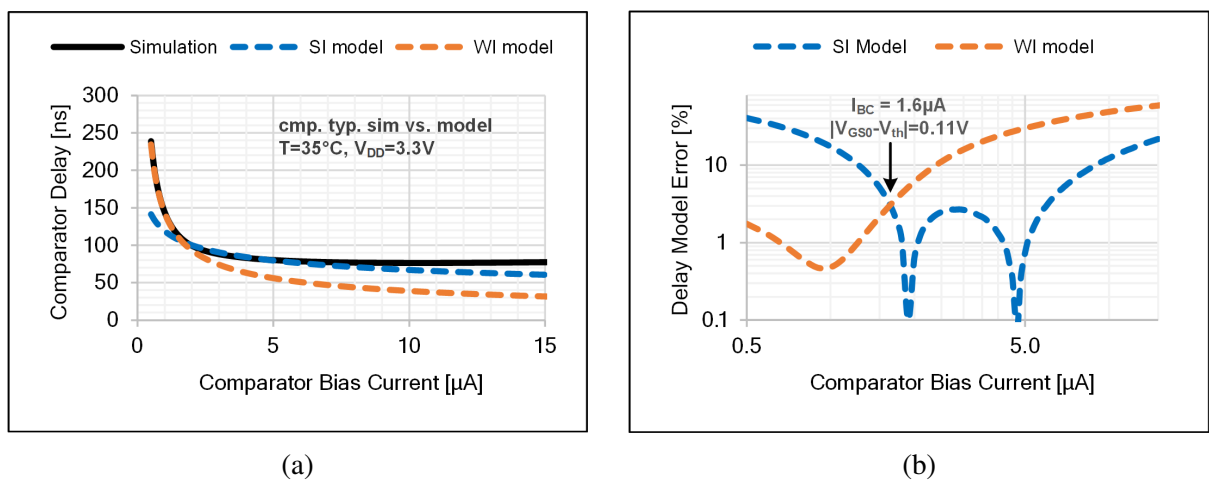 Simulation SI model WI model
Comparator Delay [ns]
300
250
200
150
100
50
0
cmp. typ. sim vs. model
T=35°C, V_DD=3.3V
0 5 10 15
Comparator Bias Current [µA]
(a)
SI Model WI model
Delay Model Error [%]
10
1
0.1
I_BC = 1.6µA
|V_GS0-V_th|=0.11V
0.5 5.0
Comparator Bias Current [µA]
(b)